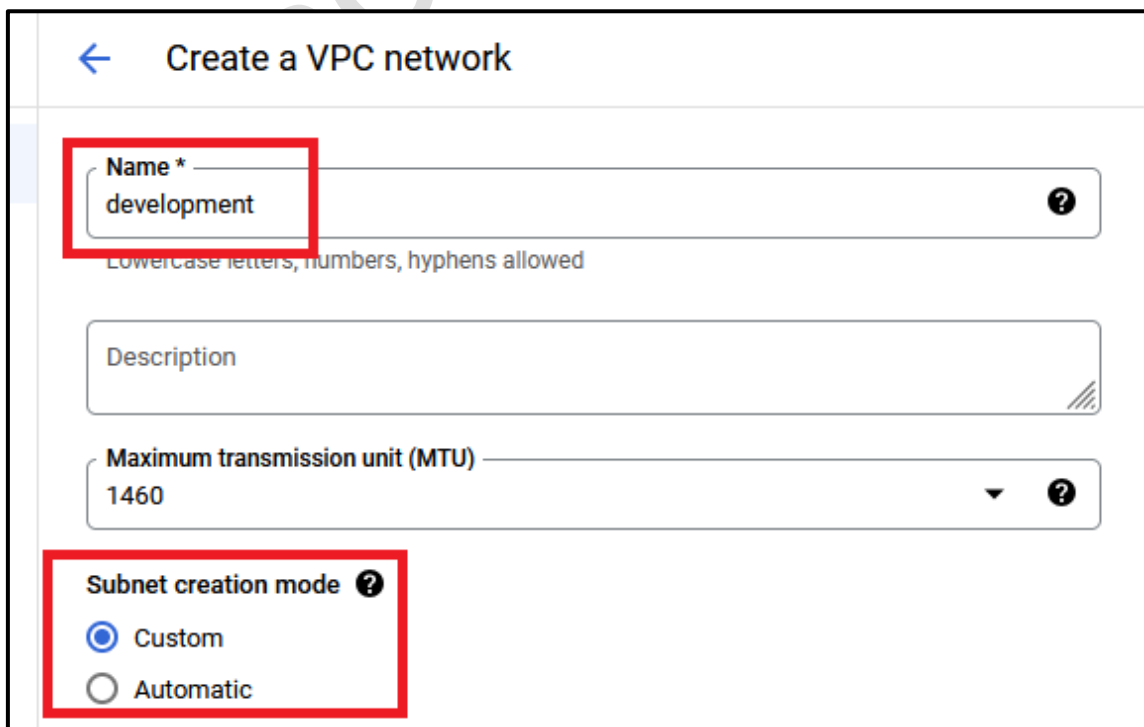 Create a VPC network
Name *
development
Lowercase letters, numbers, hyphens allowed
Description
Maximum transmission unit (MTU)
1460
Subnet creation mode
Custom
Automatic